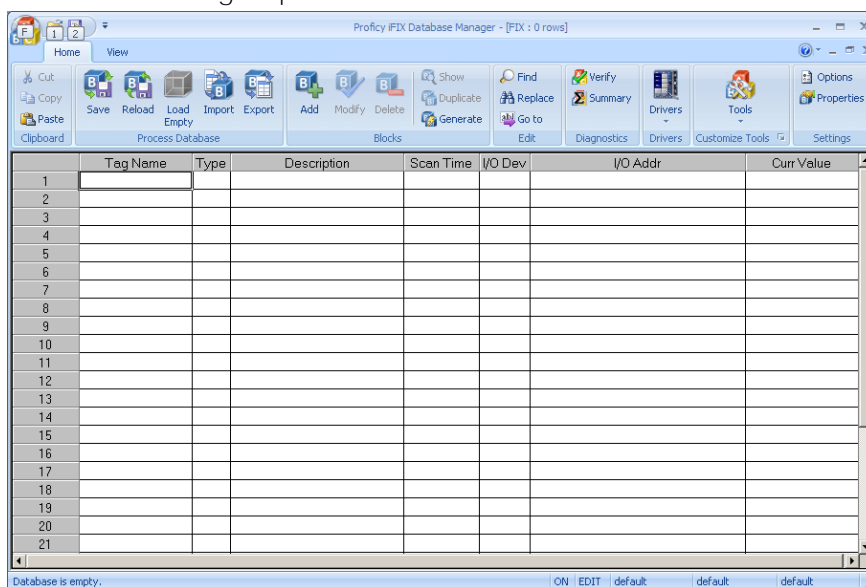 F 1 2 Proficy iFIX Database Manager - [FIX : 0 rows]
Home View
Cut
Copy
Paste
Clipboard
Save Reload Load Empty Import Export
Process Database
Add Modify Delete
Show
Duplicate
Generate
Blocks
Find
Replace
Go to
Edit
Verify
Summary
Diagnostics
Drivers
Drivers
Tools
Customize Tools
Options
Properties
Settings
Tag Name Type Description Scan Time I/O Dev I/O Addr Curr Value
1
2
3
4
5
6
7
8
9
10
11
12
13
14
15
16
17
18
19
20
21
Database is empty. ON EDIT default default default